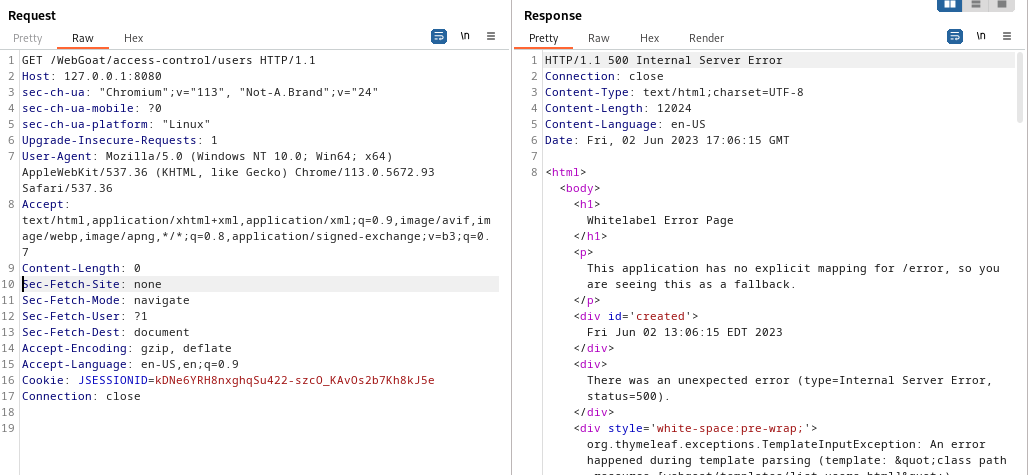 Request
Pretty Raw Hex
\n
1 GET /WebGoat/access-control/users HTTP/1.1
2 Host: 127.0.0.1:8080
3 sec-ch-ua: "Chromium";v="113", "Not-A.Brand";v="24"
4 sec-ch-ua-mobile: ?0
5 sec-ch-ua-platform: "Linux"
6 Upgrade-Insecure-Requests: 1
7 User-Agent: Mozilla/5.0 (Windows NT 10.0; Win64; x64)
AppleWebKit/537.36 (KHTML, like Gecko) Chrome/113.0.5672.93
Safari/537.36
8 Accept:
text/html,application/xhtml+xml,application/xml;q=0.9,image/avif,im
age/webp,image/apng,*/*;q=0.8,application/signed-exchange;v=b3;q=0.
7
9 Content-Length: 0
10 Sec-Fetch-Site: none
11 Sec-Fetch-Mode: navigate
12 Sec-Fetch-User: ?1
13 Sec-Fetch-Dest: document
14 Accept-Encoding: gzip, deflate
15 Accept-Language: en-US,en;q=0.9
16 Cookie: JSESSIONID=kDNe6YRH8nxghqSu422-szcO_KAvOs2b7Kh8kJ5e
17 Connection: close
18
19
Response
Pretty Raw Hex Render
\n
1 HTTP/1.1 500 Internal Server Error
2 Connection: close
3 Content-Type: text/html;charset=UTF-8
4 Content-Length: 12024
5 Content-Language: en-US
6 Date: Fri, 02 Jun 2023 17:06:15 GMT
7
8 <html>
<body>
<h1>
Whitelabel Error Page
</h1>
<p>
This application has no explicit mapping for /error, so you
are seeing this as a fallback.
</p>
<div id='created'>
Fri Jun 02 13:06:15 EDT 2023
</div>
<div>
There was an unexpected error (type=Internal Server Error,
status=500).
</div>
<div style='white-space:pre-wrap;'>
org.thymeleaf.exceptions.TemplateInputException: An error
happened during template parsing (template: &quot;class path